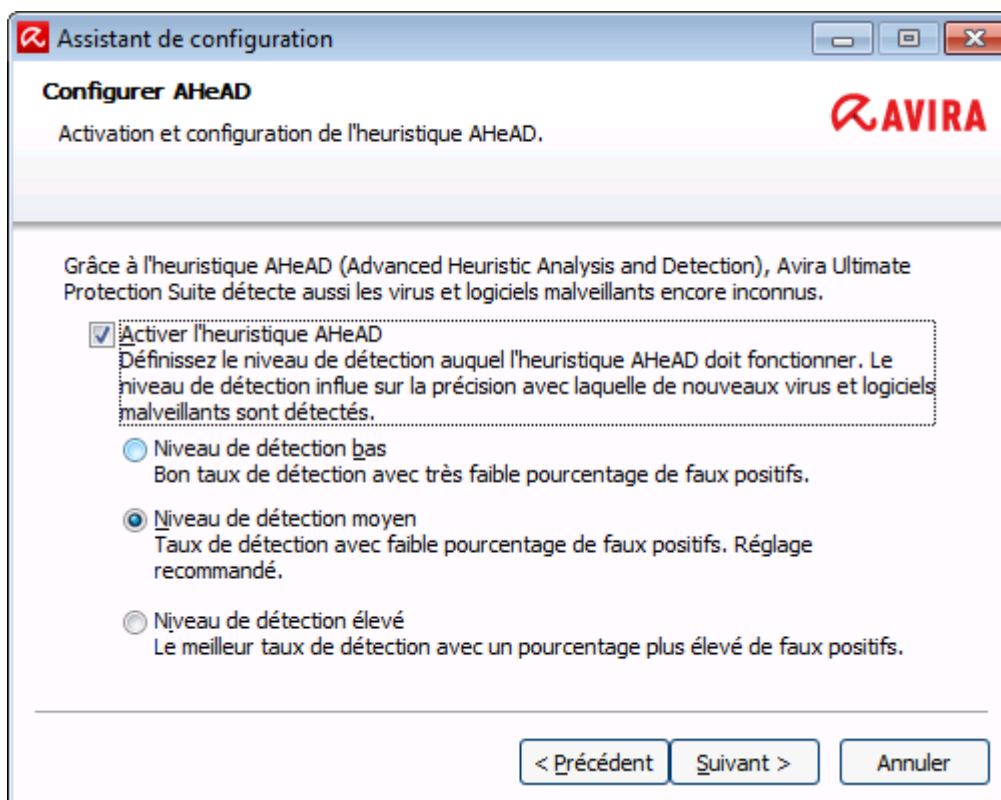 Assistant de configuration
Configurer AHeAD
Activation et configuration de l'heuristique AHeAD.
AVIRA
Grâce à l'heuristique AHeAD (Advanced Heuristic Analysis and Detection), Avira Ultimate
Protection Suite détecte aussi les virus et logiciels malveillants encore inconnus.
Activer l'heuristique AHeAD
Définissez le niveau de détection auquel l'heuristique AHeAD doit fonctionner. Le
niveau de détection influe sur la précision avec laquelle de nouveaux virus et logiciels
malveillants sont détectés.
Niveau de détection bas
Bon taux de détection avec très faible pourcentage de faux positifs.
Niveau de détection moyen
Taux de détection avec faible pourcentage de faux positifs. Réglage
recommandé.
Niveau de détection élevé
Le meilleur taux de détection avec un pourcentage plus élevé de faux positifs.
< Précédent Suivant > Annuler